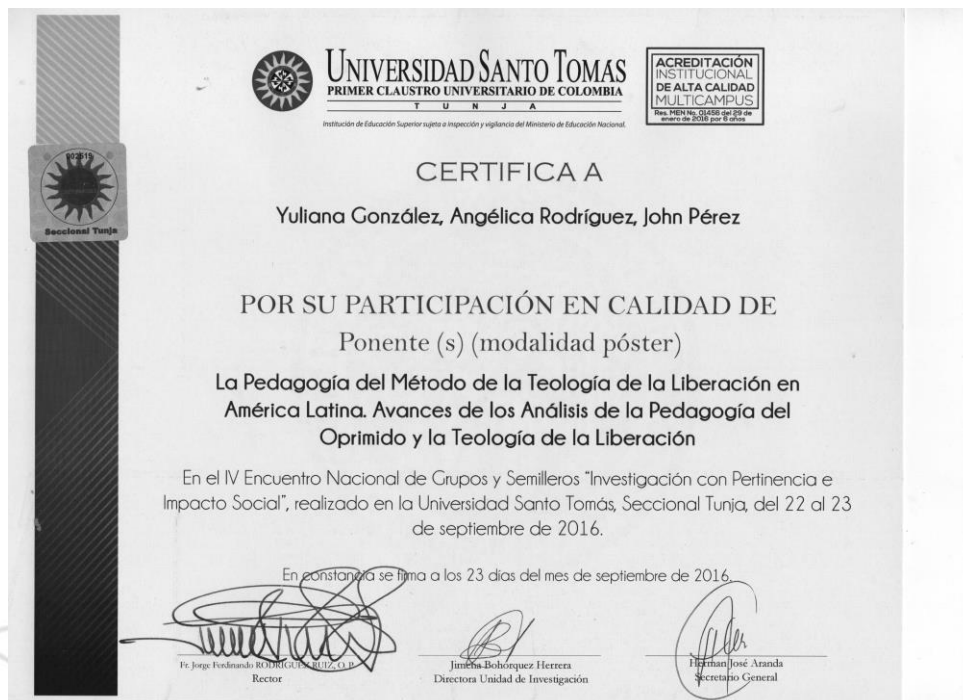 UNIVERSIDAD SANTO TOMÁS
PRIMER CLAUSTRO UNIVERSITARIO DE COLOMBIA
TUNJA
Institución de Educación Superior sujeta a inspección y vigilancia del Ministerio de Educación Nacional.
ACREDITACIÓN
INSTITUCIONAL
DE ALTA CALIDAD
MULTICAMPUS
Res. MEN No. 01456 del 29 de
enero de 2016 por 6 años
Seccional Tunja
CERTIFICA A
Yuliana González, Angélica Rodríguez, John Pérez
POR SU PARTICIPACIÓN EN CALIDAD DE
Ponente (s) (modalidad póster)
La Pedagogía del Método de la Teología de la Liberación en
América Latina. Avances de los Análisis de la Pedagogía del
Oprimido y la Teología de la Liberación
En el IV Encuentro Nacional de Grupos y Semilleros "Investigación con Pertinencia e
Impacto Social", realizado en la Universidad Santo Tomás, Seccional Tunja, del 22 al 23
de septiembre de 2016.
En constancia se firma a los 23 días del mes de septiembre de 2016.
Fr. Jorge Ferdinando RODRÍGUEZ RUIZ, O. P.
Rector
Jimena Bohórquez Herrera
Directora Unidad de Investigación
Herman José Aranda
Secretario General